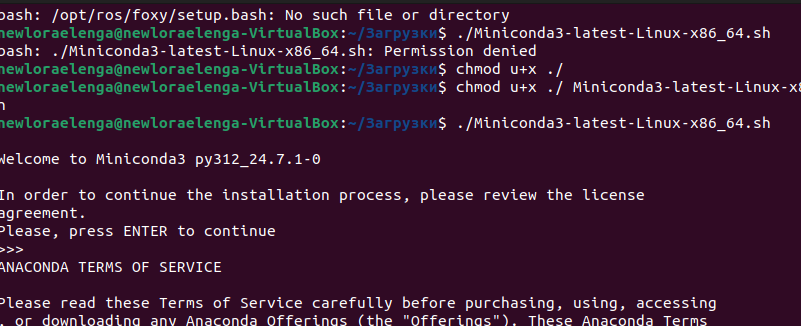 bash: /opt/ros/foxy/setup.bash: No such file or directory
newloraelenga@newloraelenga-VirtualBox:~/Загрузки$ ./Miniconda3-latest-Linux-x86_64.sh
bash: ./Miniconda3-latest-Linux-x86_64.sh: Permission denied
newloraelenga@newloraelenga-VirtualBox:~/Загрузки$ chmod u+x ./
newloraelenga@newloraelenga-VirtualBox:~/Загрузки$ chmod u+x ./ Miniconda3-latest-Linux-x8
h
newloraelenga@newloraelenga-VirtualBox:~/Загрузки$ ./Miniconda3-latest-Linux-x86_64.sh
Welcome to Miniconda3 py312_24.7.1-0
In order to continue the installation process, please review the license
agreement.
Please, press ENTER to continue
>>>
ANACONDA TERMS OF SERVICE
Please read these Terms of Service carefully before purchasing, using, accessing
, or downloading any Anaconda Offerings (the "Offerings"). These Anaconda Terms